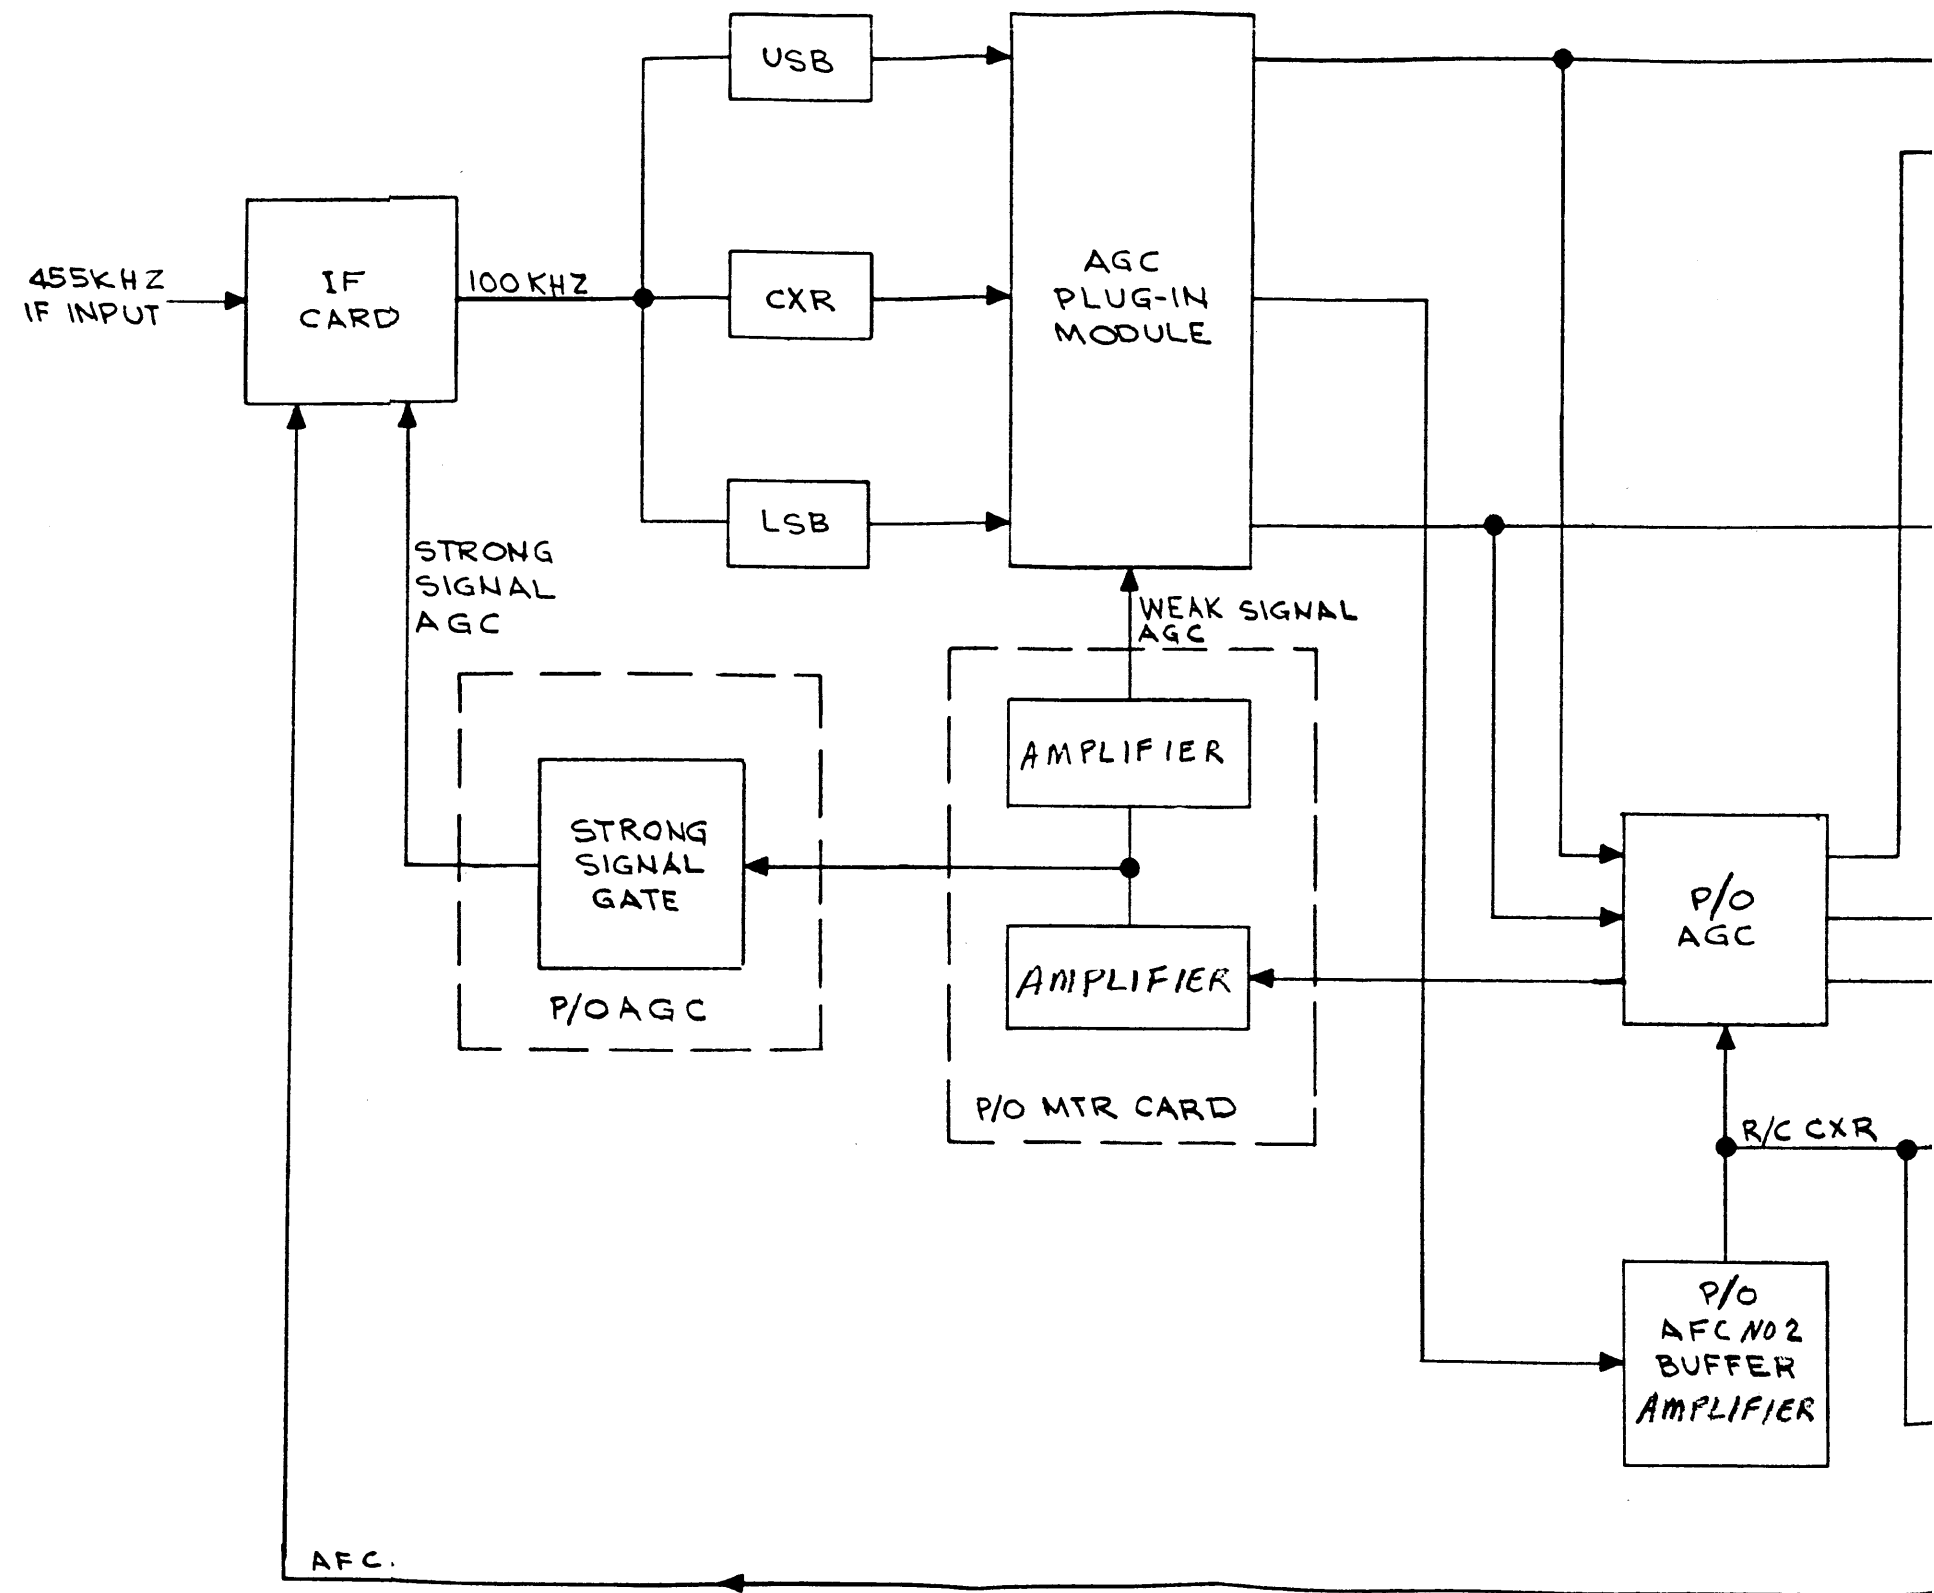 USB
455KHZ
IF INPUT
IF
CARD
100KHZ
CXR
AGC
PLUG-IN
MODULE
LSB
STRONG
SIGNAL
AGC
WEAK SIGNAL
AGC
AMPLIFIER
STRONG
SIGNAL
GATE
P/O AGC
AMPLIFIER
P/O MTR CARD
P/O
AGC
R/C CXR
P/O
AFC NO 2
BUFFER
AMPLIFIER
AFC.